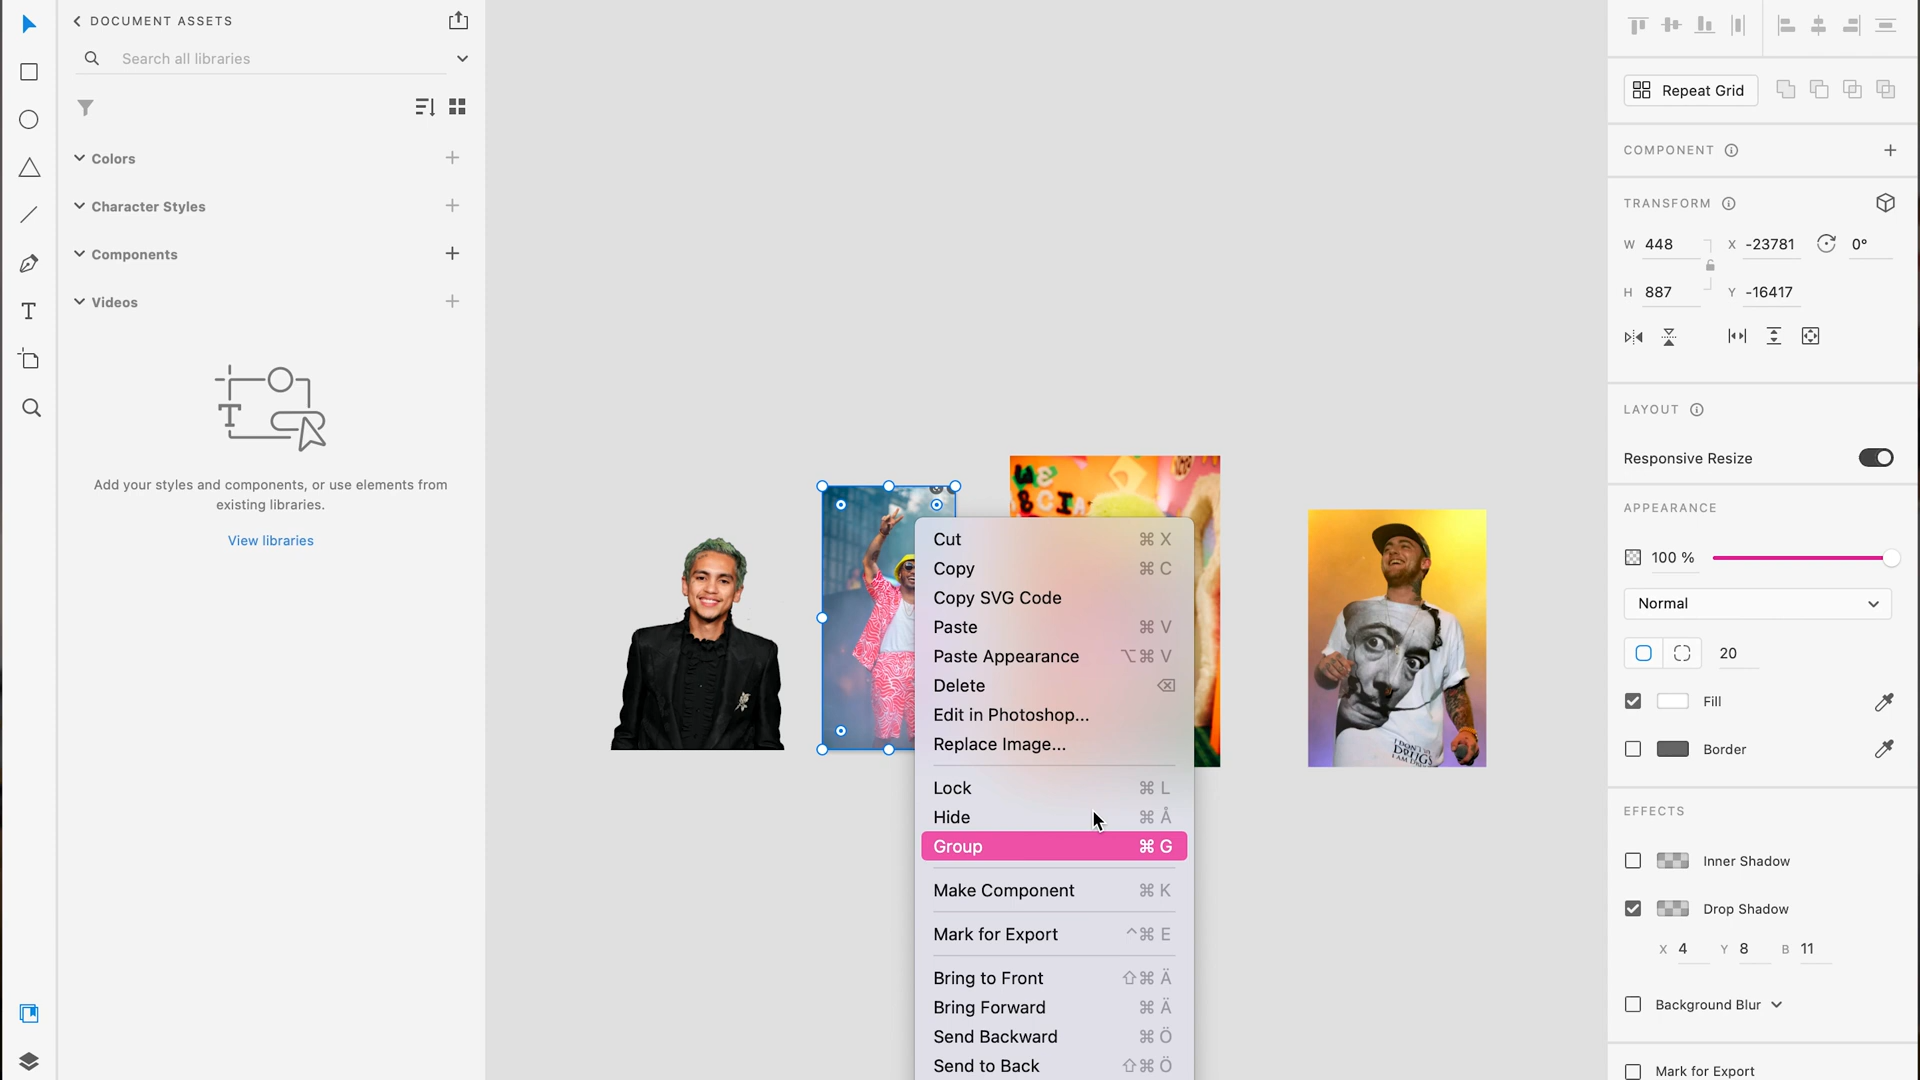 DOCUMENT ASSETS
Search all libraries
Colors
Character Styles
Components
Videos
T
T
Add your styles and components, or use elements from
existing libraries.
View libraries
Cut ⌘ X
Copy ⌘ C
Copy SVG Code
Paste ⌘ V
Paste Appearance ⌥⌘ V
Delete ⌫
Edit in Photoshop...
Replace Image...
Lock ⌘ L
Hide ⌘ Å
Group ⌘ G
Make Component ⌘ K
Mark for Export ^⌘ E
Bring to Front ⇧⌘ Ä
Bring Forward ⌘ Ä
Send Backward ⌘ Ö
Send to Back ⇧⌘ Ö
Repeat Grid
COMPONENT
TRANSFORM
W 448 X -23781 0°
H 887 Y -16417
LAYOUT
Responsive Resize
APPEARANCE
100 %
Normal
20
Fill
Border
EFFECTS
Inner Shadow
Drop Shadow
X 4 Y 8 B 11
Background Blur
Mark for Export